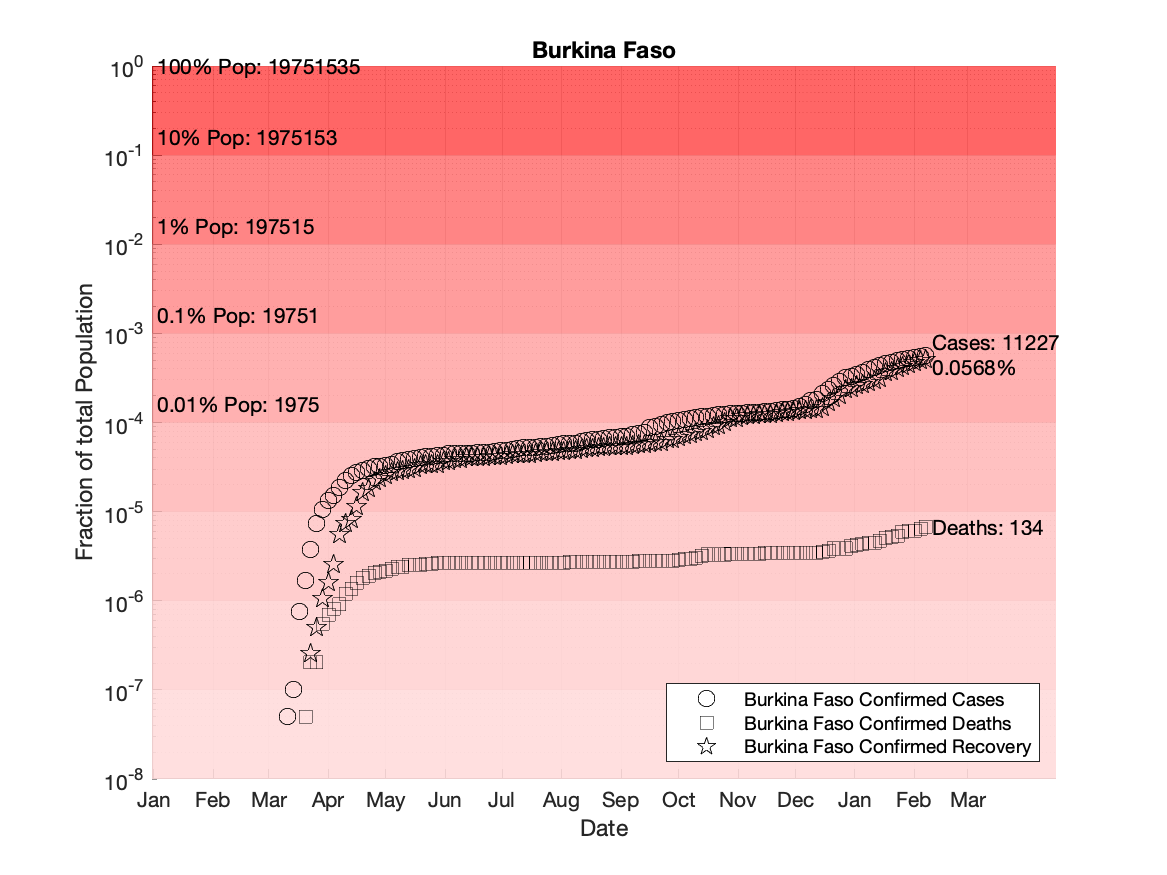 Burkina Faso
10^0
10^-1
10^-2
10^-3
10^-4
10^-5
10^-6
10^-7
10^-8
Fraction of total Population
100% Pop: 19751535
10% Pop: 1975153
1% Pop: 197515
0.1% Pop: 19751
0.01% Pop: 1975
Cases: 11227
0.0568%
Deaths: 134
Burkina Faso Confirmed Cases
Burkina Faso Confirmed Deaths
Burkina Faso Confirmed Recovery
Jan Feb Mar Apr May Jun Jul Aug Sep Oct Nov Dec Jan Feb Mar
Date